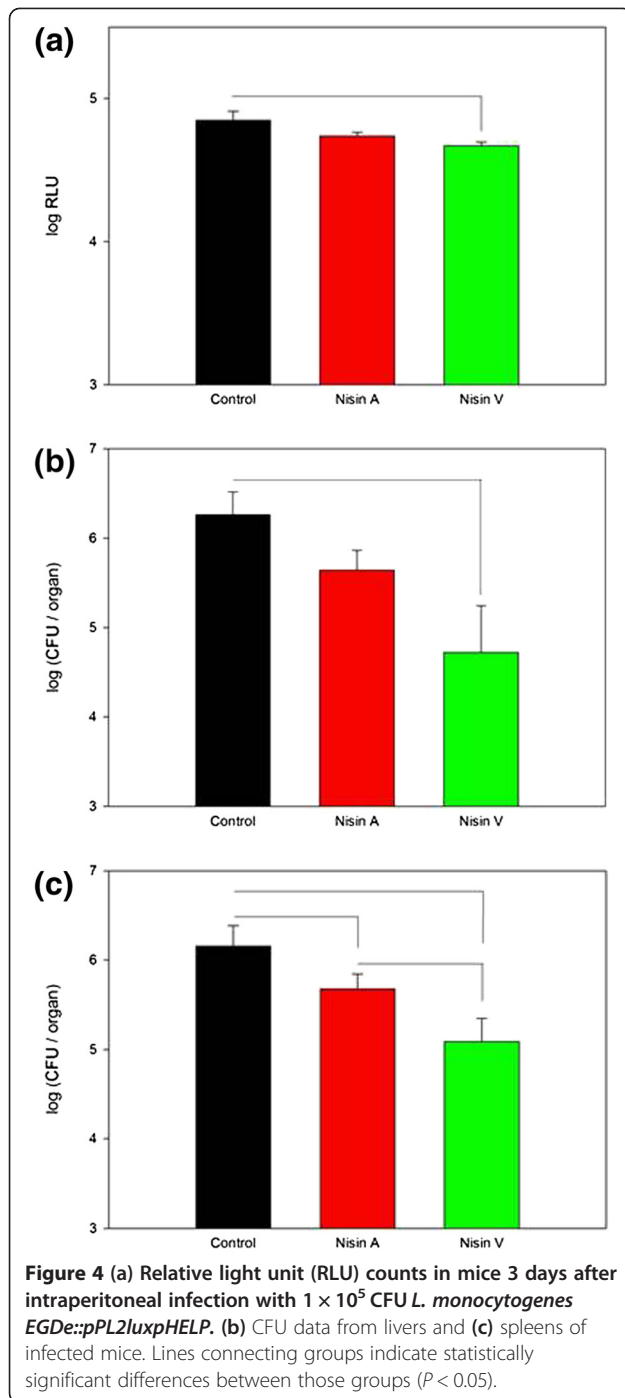 (a)
5
4
3
log RLU
Control Nisin A Nisin V
(b)
7
6
5
4
3
log (CFU / organ)
Control Nisin A Nisin V
(c)
7
6
5
4
3
log (CFU / organ)
Control Nisin A Nisin V
Figure 4 (a) Relative light unit (RLU) counts in mice 3 days after
intraperitoneal infection with 1 × 10⁵ CFU L. monocytogenes
EGDe::pPL2luxpHELP. (b) CFU data from livers and (c) spleens of
infected mice. Lines connecting groups indicate statistically
significant differences between those groups (P < 0.05).